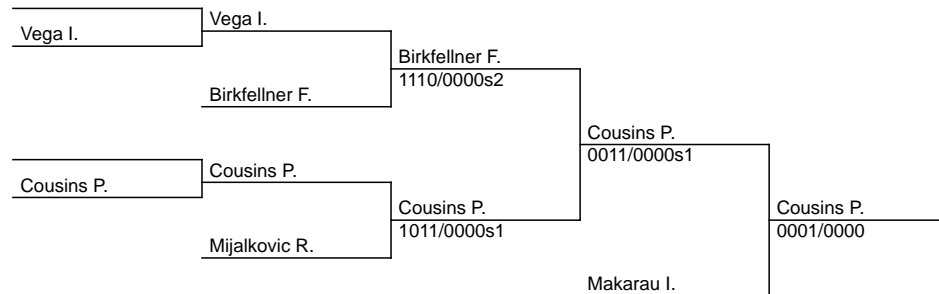 Vega I.
Vega I.
Birkfellner F.
Birkfellner F.
1110/0000s2
Cousins P.
Cousins P.
Mijalkovic R.
Cousins P.
1011/0000s1
Cousins P.
0011/0000s1
Makarau I.
Cousins P.
0001/0000